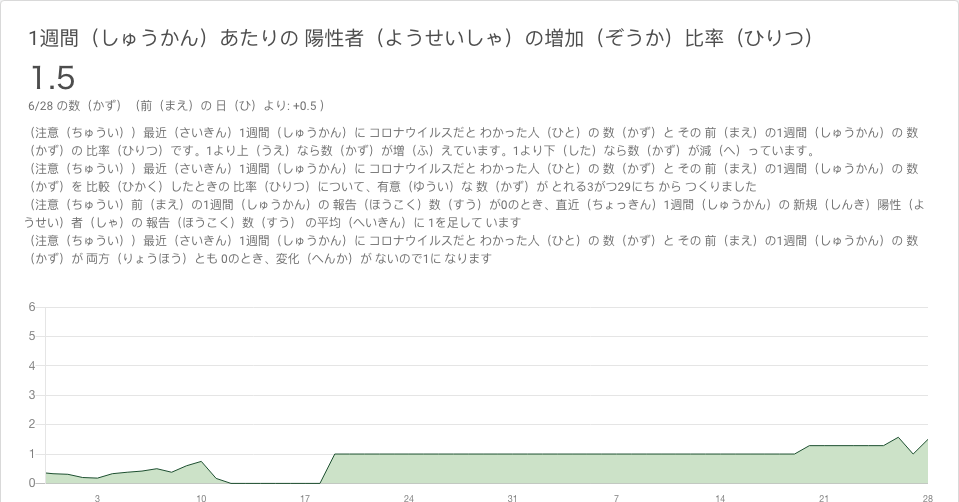 1週間（しゅうかん）あたりの 陽性者（ようせいしゃ）の増加（ぞうか）比率（ひりつ）
1.5
6/28 の数（かず）（前（まえ）の 日（ひ）より: +0.5 ）
（注意（ちゅうい））最近（さいきん）1週間（しゅうかん）に コロナウイルスだと わかった人（ひと）の 数（かず）と その 前（まえ）の1週間（しゅうかん）の 数
（かず）の 比率（ひりつ）です。1より上（うえ）なら数（かず）が増（ふ）えています。1より下（した）なら数（かず）が減（へ）っています。
（注意（ちゅうい））最近（さいきん）1週間（しゅうかん）に コロナウイルスだと わかった人（ひと）の 数（かず）と その 前（まえ）の1週間（しゅうかん）の 数
（かず）を 比較（ひかく）したときの 比率（ひりつ）について、有意（ゆうい）な 数（かず）が とれる3がつ29にち から つくりました
（注意（ちゅうい）前（まえ）の1週間（しゅうかん）の 報告（ほうこく）数（すう）が0のとき、直近（ちょっきん）1週間（しゅうかん）の 新規（しんき）陽性（よ
うせい）者（しゃ）の 報告（ほうこく）数（すう） の平均（へいきん）に 1を足して います
（注意（ちゅうい））最近（さいきん）1週間（しゅうかん）に コロナウイルスだと わかった人（ひと）の 数（かず）と その 前（まえ）の1週間（しゅうかん）の 数
（かず）が 両方（りょうほう）とも 0のとき、変化（へんか）が ないので1に なります
6
5
4
3
2
1
0
3 10 17 24 31 7 14 21 28